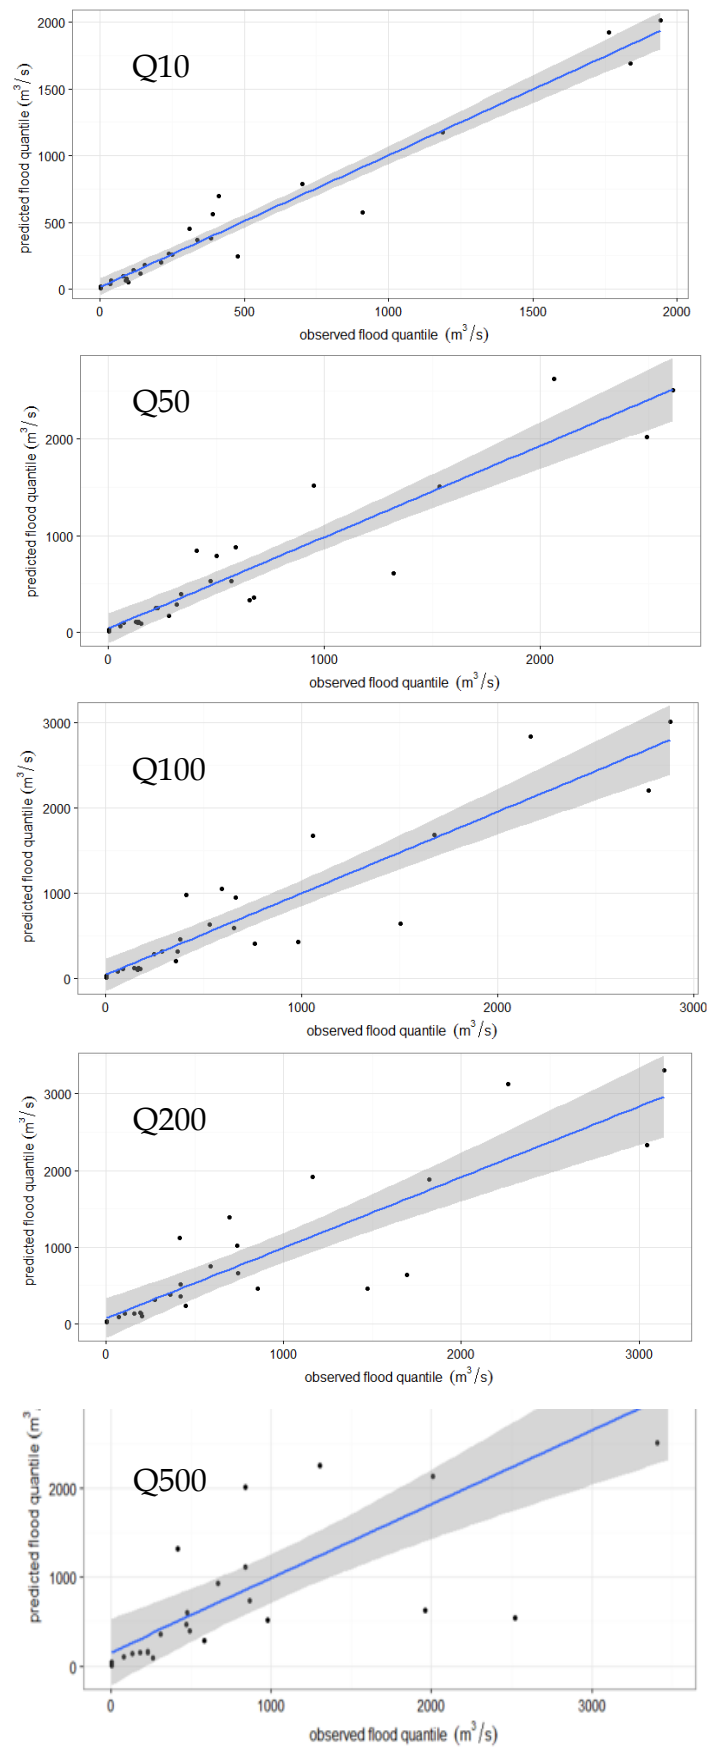 2000
1500
1000
500
0
predicted flood quantile (m³/s)
Q10
0 500 1000 1500 2000
observed flood quantile (m³/s)
2000
1000
0
predicted flood quantile (m³/s)
Q50
0 1000 2000
observed flood quantile (m³/s)
3000
2000
1000
0
predicted flood quantile (m³/s)
Q100
0 1000 2000 3000
observed flood quantile (m³/s)
3000
2000
1000
0
predicted flood quantile (m³/s)
Q200
0 1000 2000 3000
observed flood quantile (m³/s)
2000
1000
0
predicted flood quantile (m³
Q500
0 1000 2000 3000
observed flood quantile (m³/s)